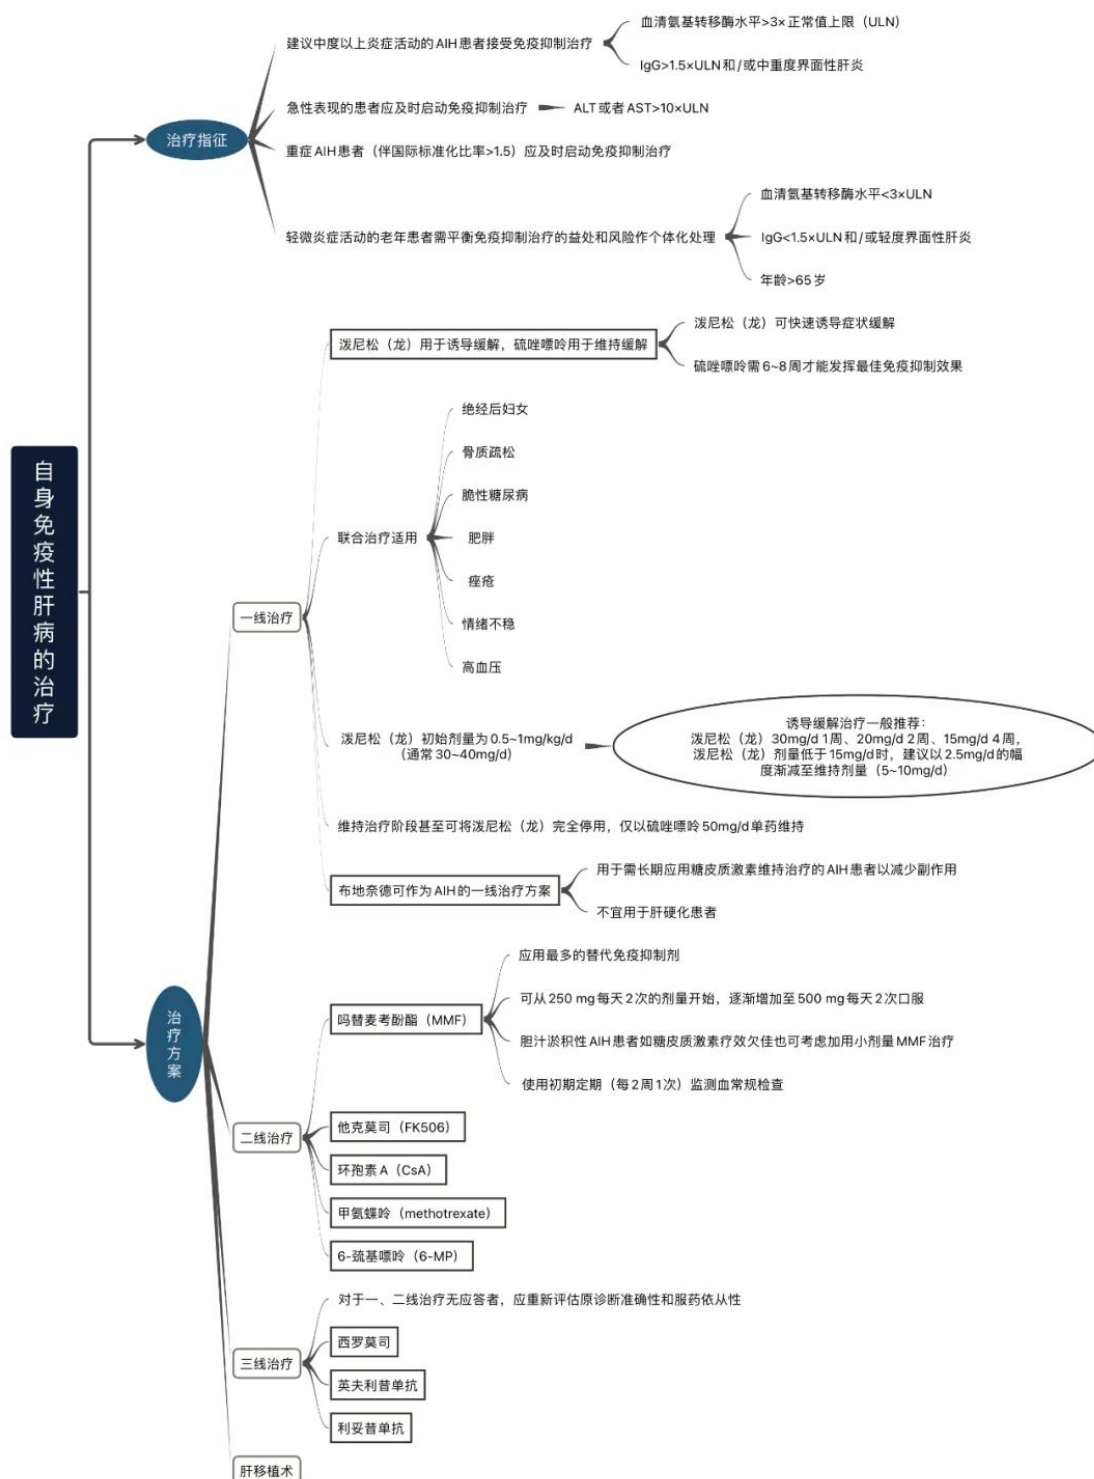 自身免疫性肝病的治疗
治疗指征
建议中度以上炎症活动的AIH患者接受免疫抑制治疗
血清氨基转移酶水平>3×正常值上限（ULN）
IgG>1.5×ULN和/或中重度界面性肝炎
急性表现的患者应及时启动免疫抑制治疗
ALT或者AST>10×ULN
重症AIH患者（伴国际标准化比率>1.5）应及时启动免疫抑制治疗
轻微炎症活动的老年患者需平衡免疫抑制治疗的益处和风险作个体化处理
血清氨基转移酶水平<3×ULN
IgG<1.5×ULN和/或轻度界面性肝炎
年龄>65岁
治疗方案
一线治疗
泼尼松（龙）用于诱导缓解，硫唑嘌呤用于维持缓解
泼尼松（龙）可快速诱导症状缓解
硫唑嘌呤需6~8周才能发挥最佳免疫抑制效果
联合治疗适用
绝经后妇女
骨质疏松
脆性糖尿病
肥胖
痤疮
情绪不稳
高血压
泼尼松（龙）初始剂量为0.5~1mg/kg/d
（通常30~40mg/d）
诱导缓解治疗一般推荐：
泼尼松（龙）30mg/d 1周、20mg/d 2周、15mg/d 4周，
泼尼松（龙）剂量低于15mg/d时，建议以2.5mg/d的幅
度渐减至维持剂量（5~10mg/d）
维持治疗阶段甚至可将泼尼松（龙）完全停用，仅以硫唑嘌呤50mg/d单药维持
布地奈德可作为AIH的一线治疗方案
用于需长期应用糖皮质激素维持治疗的AIH患者以减少副作用
不宜用于肝硬化患者
二线治疗
吗替麦考酚酯（MMF）
应用最多的替代免疫抑制剂
可从250 mg每天2次的剂量开始，逐渐增加至500 mg每天2次口服
胆汁淤积性AIH患者如糖皮质激素疗效欠佳也可考虑加用小剂量MMF治疗
使用初期定期（每2周1次）监测血常规检查
他克莫司（FK506）
环孢素A（CsA）
甲氨蝶呤（methotrexate）
6-巯基嘌呤（6-MP）
三线治疗
对于一、二线治疗无应答者，应重新评估原诊断准确性和服药依从性
西罗莫司
英夫利昔单抗
利妥昔单抗
肝移植术